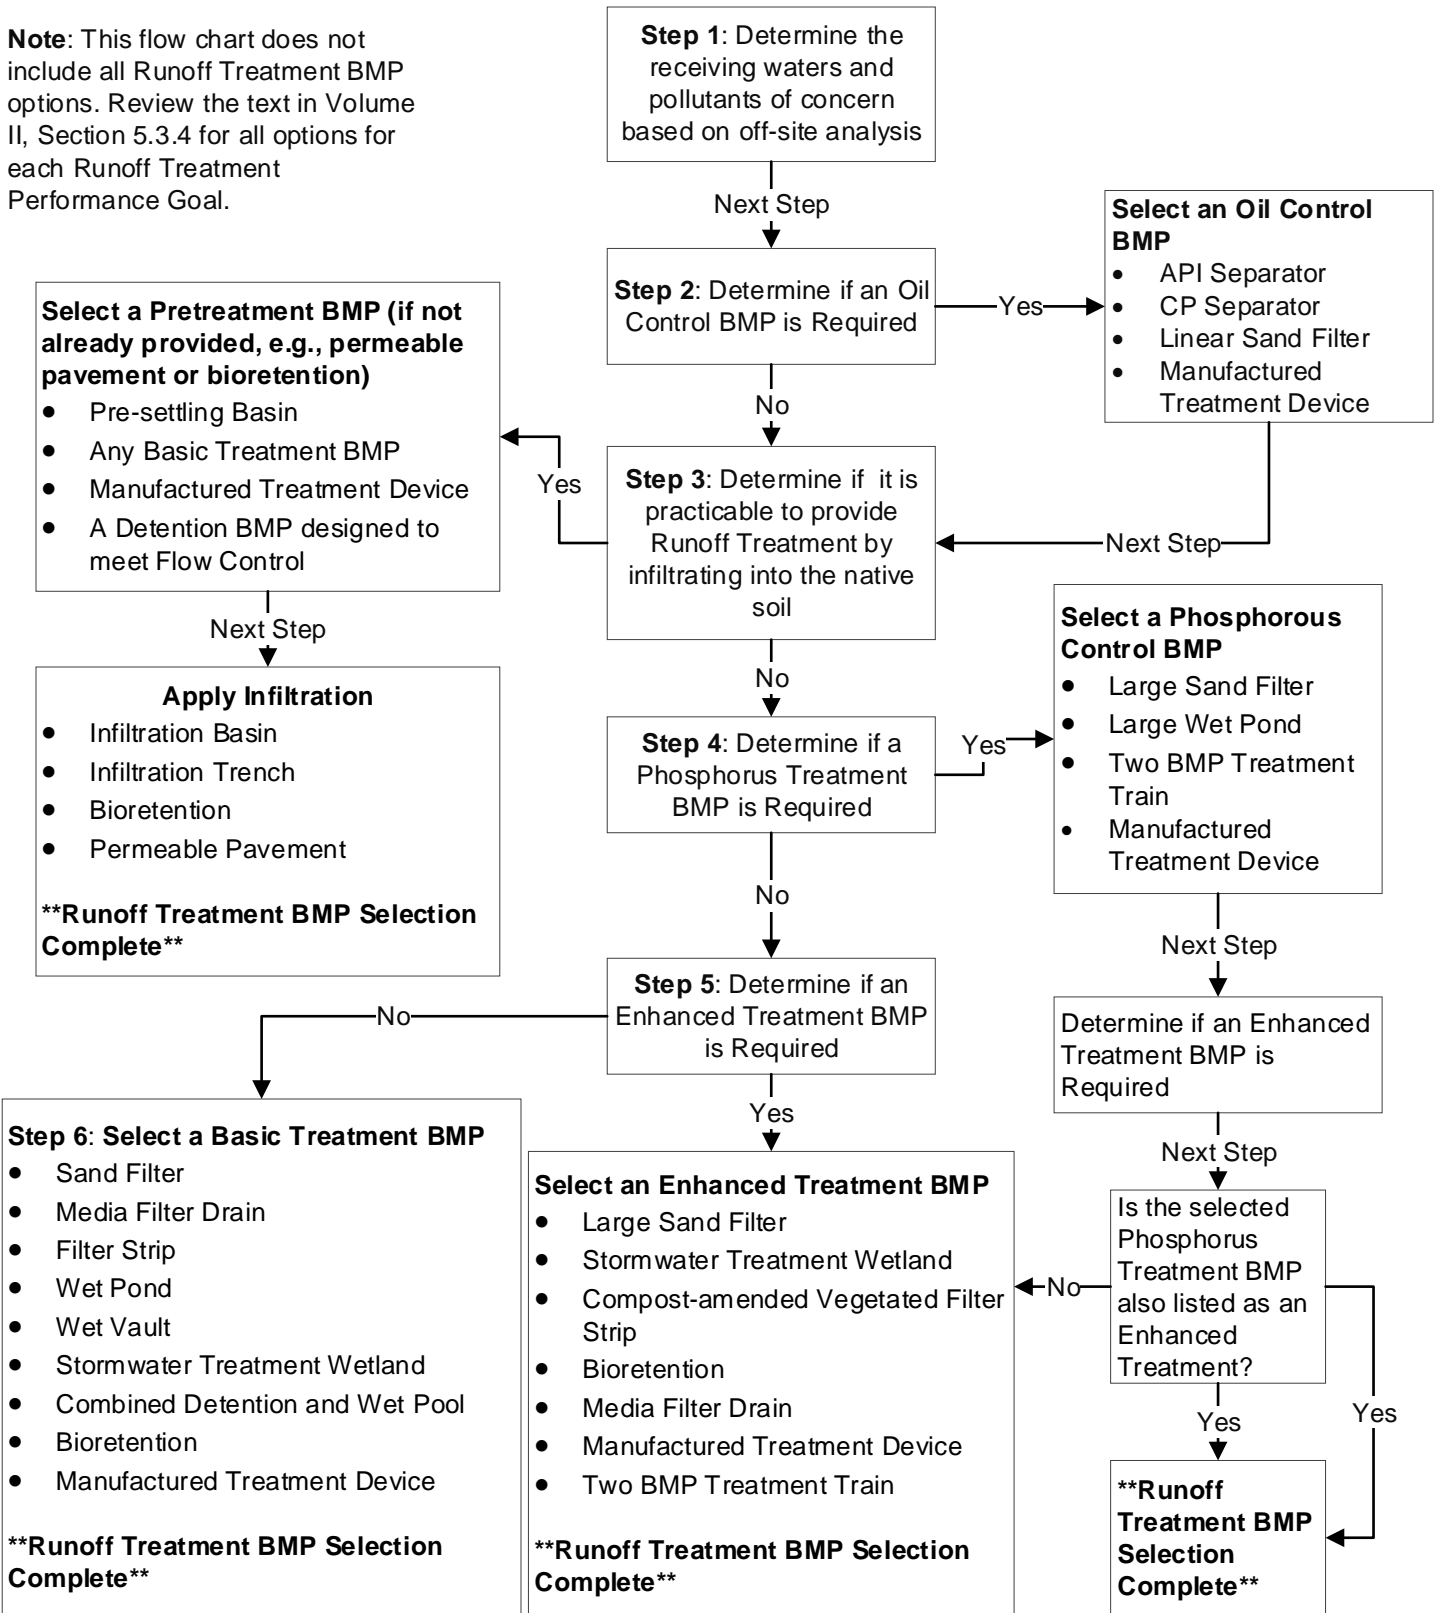 Note: This flow chart does not
include all Runoff Treatment BMP
options. Review the text in Volume
II, Section 5.3.4 for all options for
each Runoff Treatment
Performance Goal.
Step 1: Determine the
receiving waters and
pollutants of concern
based on off-site analysis
Next Step
Step 2: Determine if an Oil
Control BMP is Required
Yes
Select an Oil Control
BMP
• API Separator
• CP Separator
• Linear Sand Filter
• Manufactured
Treatment Device
Next Step
No
Step 3: Determine if it is
practicable to provide
Runoff Treatment by
infiltrating into the native
soil
Yes
Select a Pretreatment BMP (if not
already provided, e.g., permeable
pavement or bioretention)
• Pre-settling Basin
• Any Basic Treatment BMP
• Manufactured Treatment Device
• A Detention BMP designed to
meet Flow Control
Next Step
Apply Infiltration
• Infiltration Basin
• Infiltration Trench
• Bioretention
• Permeable Pavement
**Runoff Treatment BMP Selection
Complete**
No
Step 4: Determine if a
Phosphorus Treatment
BMP is Required
Yes
Select a Phosphorous
Control BMP
• Large Sand Filter
• Large Wet Pond
• Two BMP Treatment
Train
• Manufactured
Treatment Device
Next Step
Determine if an Enhanced
Treatment BMP is
Required
Next Step
Is the selected
Phosphorus
Treatment BMP
also listed as an
Enhanced
Treatment?
No
Yes
Yes
**Runoff
Treatment BMP
Selection
Complete**
No
Step 5: Determine if an
Enhanced Treatment BMP
is Required
No
Yes
Step 6: Select a Basic Treatment BMP
• Sand Filter
• Media Filter Drain
• Filter Strip
• Wet Pond
• Wet Vault
• Stormwater Treatment Wetland
• Combined Detention and Wet Pool
• Bioretention
• Manufactured Treatment Device
**Runoff Treatment BMP Selection
Complete**
Select an Enhanced Treatment BMP
• Large Sand Filter
• Stormwater Treatment Wetland
• Compost-amended Vegetated Filter
Strip
• Bioretention
• Media Filter Drain
• Manufactured Treatment Device
• Two BMP Treatment Train
**Runoff Treatment BMP Selection
Complete**